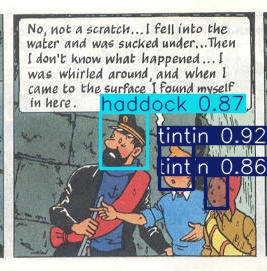 No, not a scratch... I fell into the
water and was sucked under...Then
I don't know what happened... I
was whirled around, and when I
came to the surface I found myself
in here.
haddock 0.87
tintin 0.92
tint n 0.86